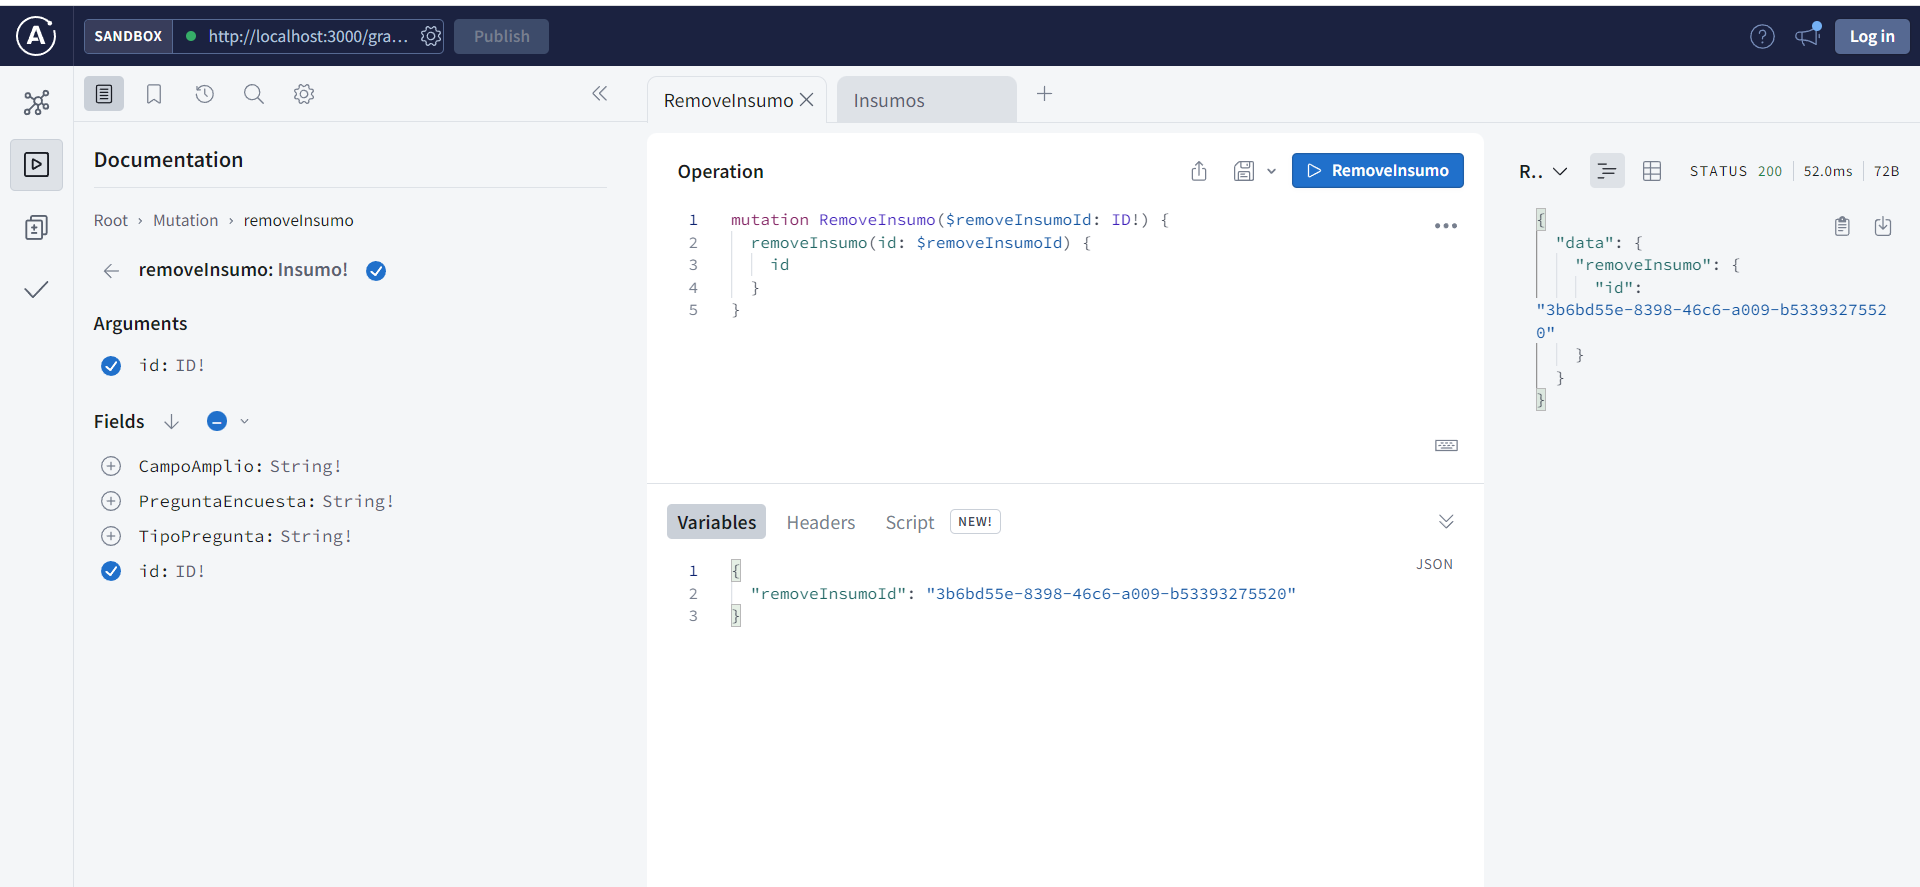 SANDBOX http://localhost:3000/gra... Publish Log in
RemoveInsumo Insumos
Documentation
Root › Mutation › removeInsumo
removeInsumo: Insumo!
Arguments
id: ID!
Fields
CampoAmplio: String!
PreguntaEncuesta: String!
TipoPregunta: String!
id: ID!
Operation
RemoveInsumo
1 mutation RemoveInsumo($removeInsumoId: ID!) {
2 removeInsumo(id: $removeInsumoId) {
3 id
4 }
5 }
Variables Headers Script NEW!
JSON
1 {
2 "removeInsumoId": "3b6bd55e-8398-46c6-a009-b53393275520"
3 }
R.. STATUS 200 52.0ms 72B
{
"data": {
"removeInsumo": {
"id":
"3b6bd55e-8398-46c6-a009-b5339327552
0"
}
}
}